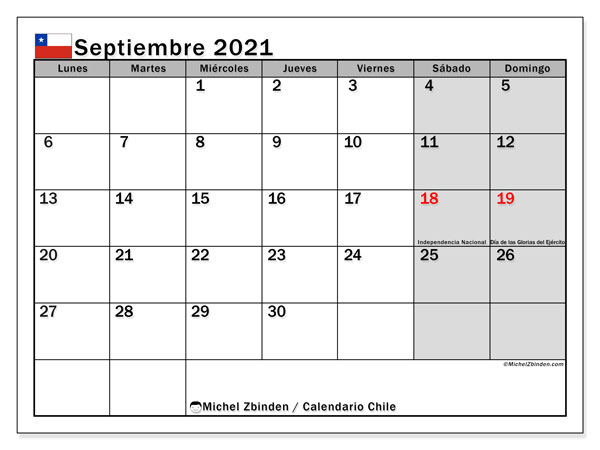 Septiembre 2021
Lunes Martes Miércoles Jueves Viernes Sábado Domingo
1 2 3 4 5
6 7 8 9 10 11 12
13 14 15 16 17 18 19
Independencia Nacional Día de las Glorias del Ejército
20 21 22 23 24 25 26
27 28 29 30
©MichelZbinden.com
Michel Zbinden / Calendario Chile